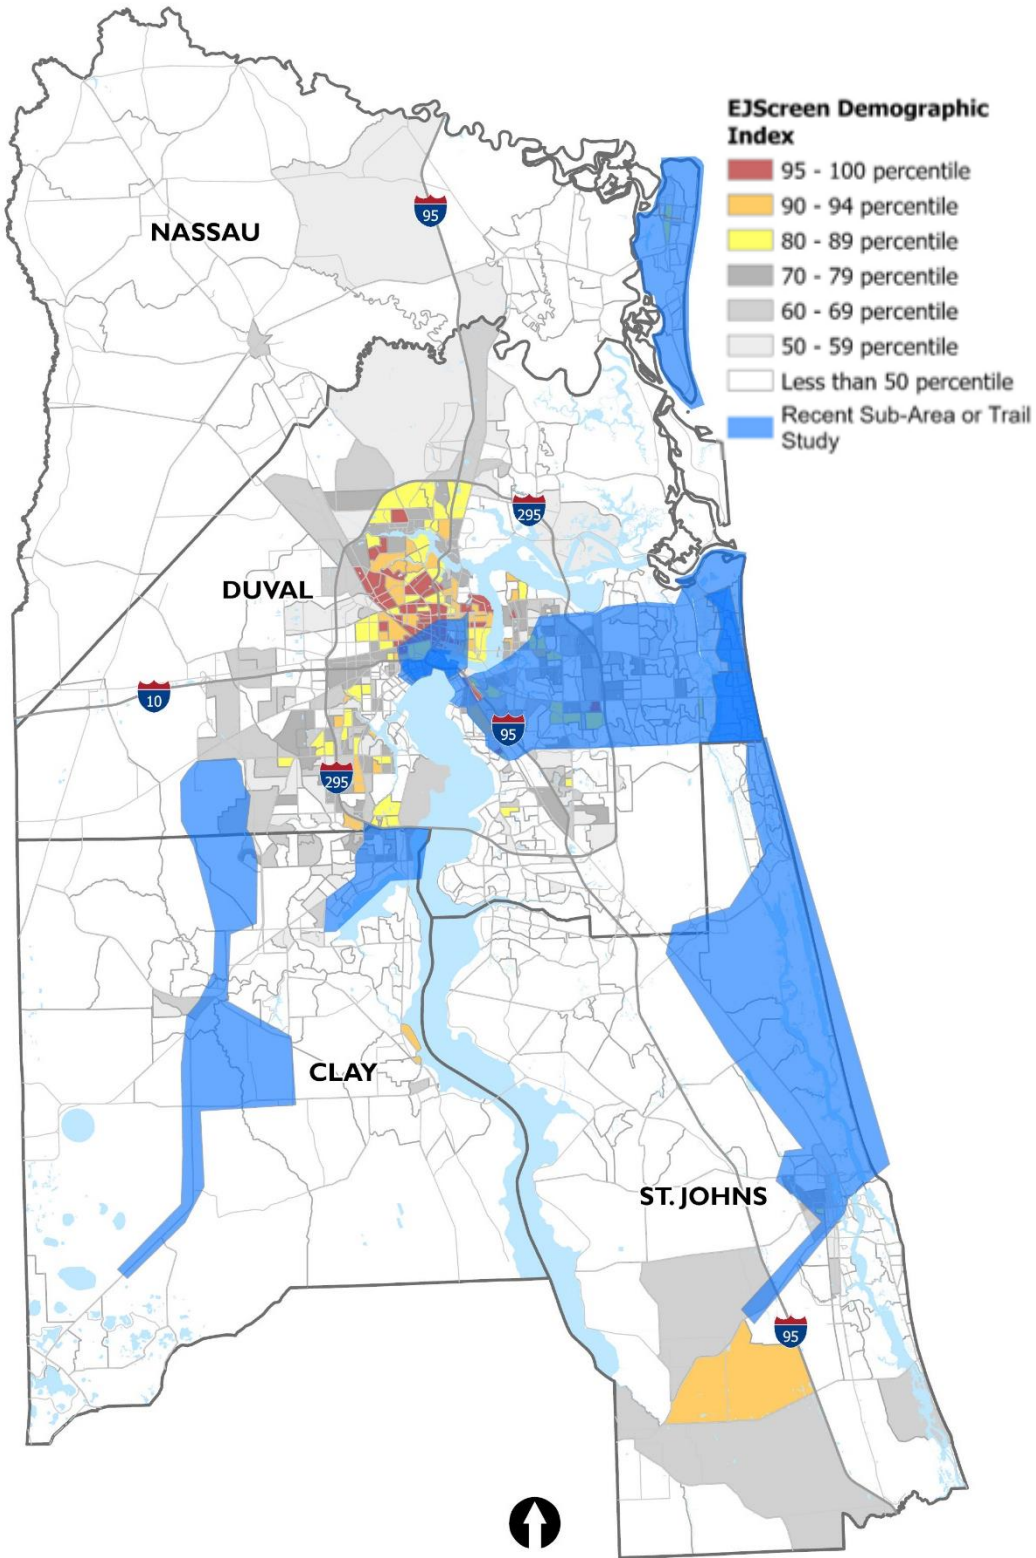 EJScreen Demographic
Index
95 - 100 percentile
90 - 94 percentile
80 - 89 percentile
70 - 79 percentile
60 - 69 percentile
50 - 59 percentile
Less than 50 percentile
Recent Sub-Area or Trail
Study
NASSAU
95
295
DUVAL
10
95
295
CLAY
ST. JOHNS
95